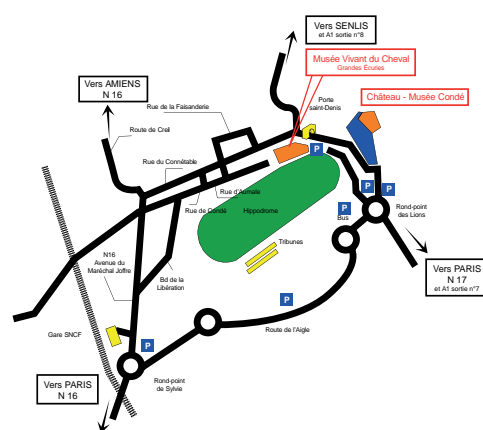 Vers SENLIS
et A1 sortie n°8
Musée Vivant du Cheval
Grandes Écuries
Vers AMIENS
N 16
Château - Musée Condé
Rue de la Faisanderie
Porte
saint-Denis
Route de Creil
P
Rue du Connétable
P
P
Rue d'Aumale
Rue de Condé
Hippodrome
P
Bus
Rond-point
des Lions
Tribunes
N16
Avenue du
Maréchal Joffre
Bd de la
Libération
Vers PARIS
N 17
et A1 sortie n°7
P
Route de l'Aigle
Gare SNCF
P
Rond-point
de Sylvie
Vers PARIS
N 16